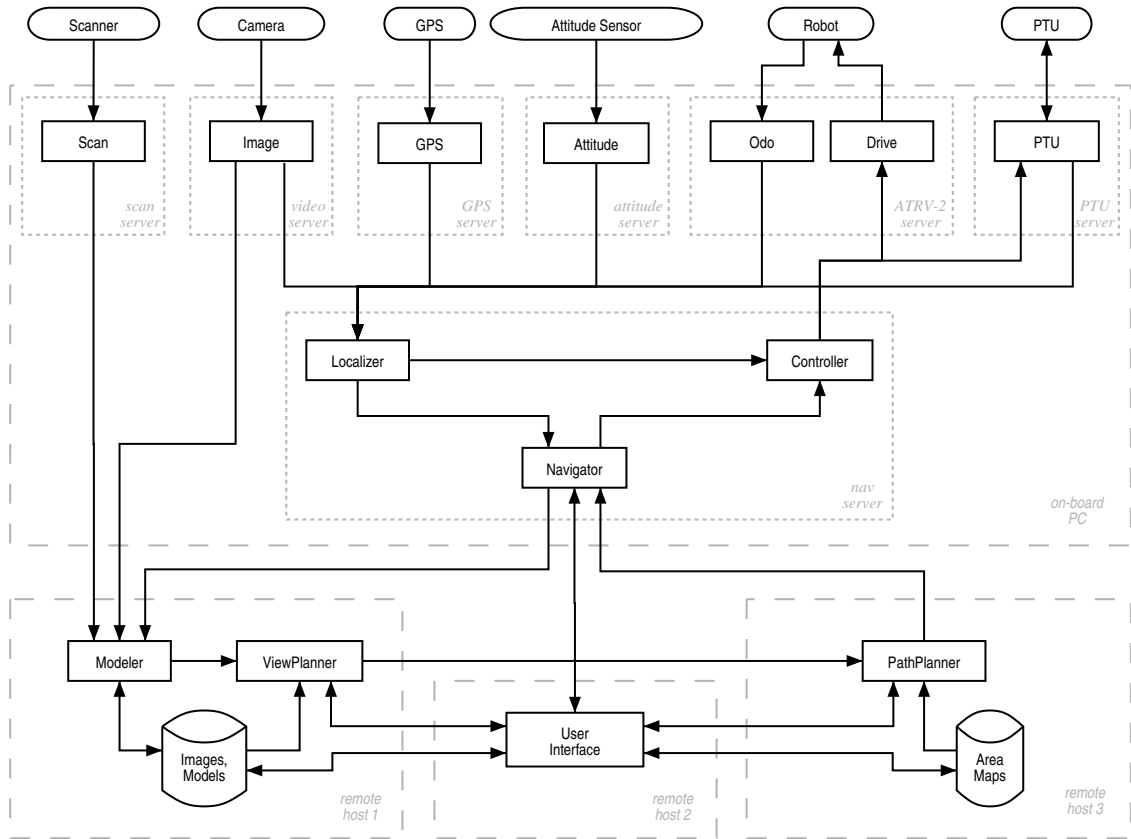 Scanner
Camera
GPS
Attitude Sensor
Robot
PTU
Scan
Image
GPS
Attitude
Odo
Drive
PTU
scan
server
video
server
GPS
server
attitude
server
ATRV-2
server
PTU
server
Localizer
Controller
Navigator
nav
server
on-board
PC
Modeler
ViewPlanner
PathPlanner
User
Interface
Images,
Models
Area
Maps
remote
host 1
remote
host 2
remote
host 3